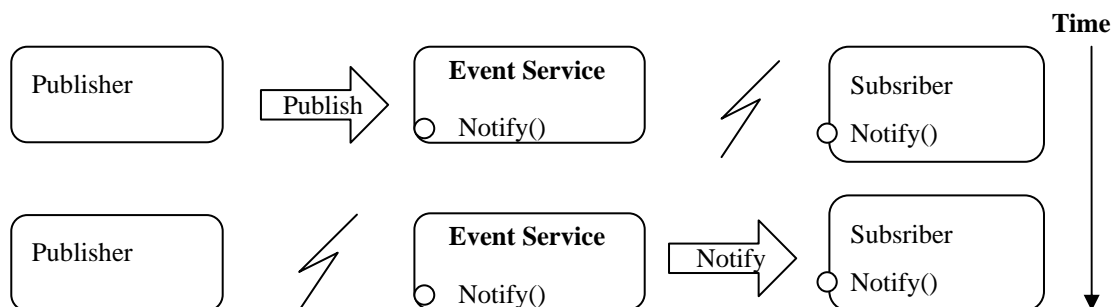 Time
Publisher
Publish
Event Service
Notify()
Subsriber
Notify()
Publisher
Event Service
Notify()
Notify
Subsriber
Notify()